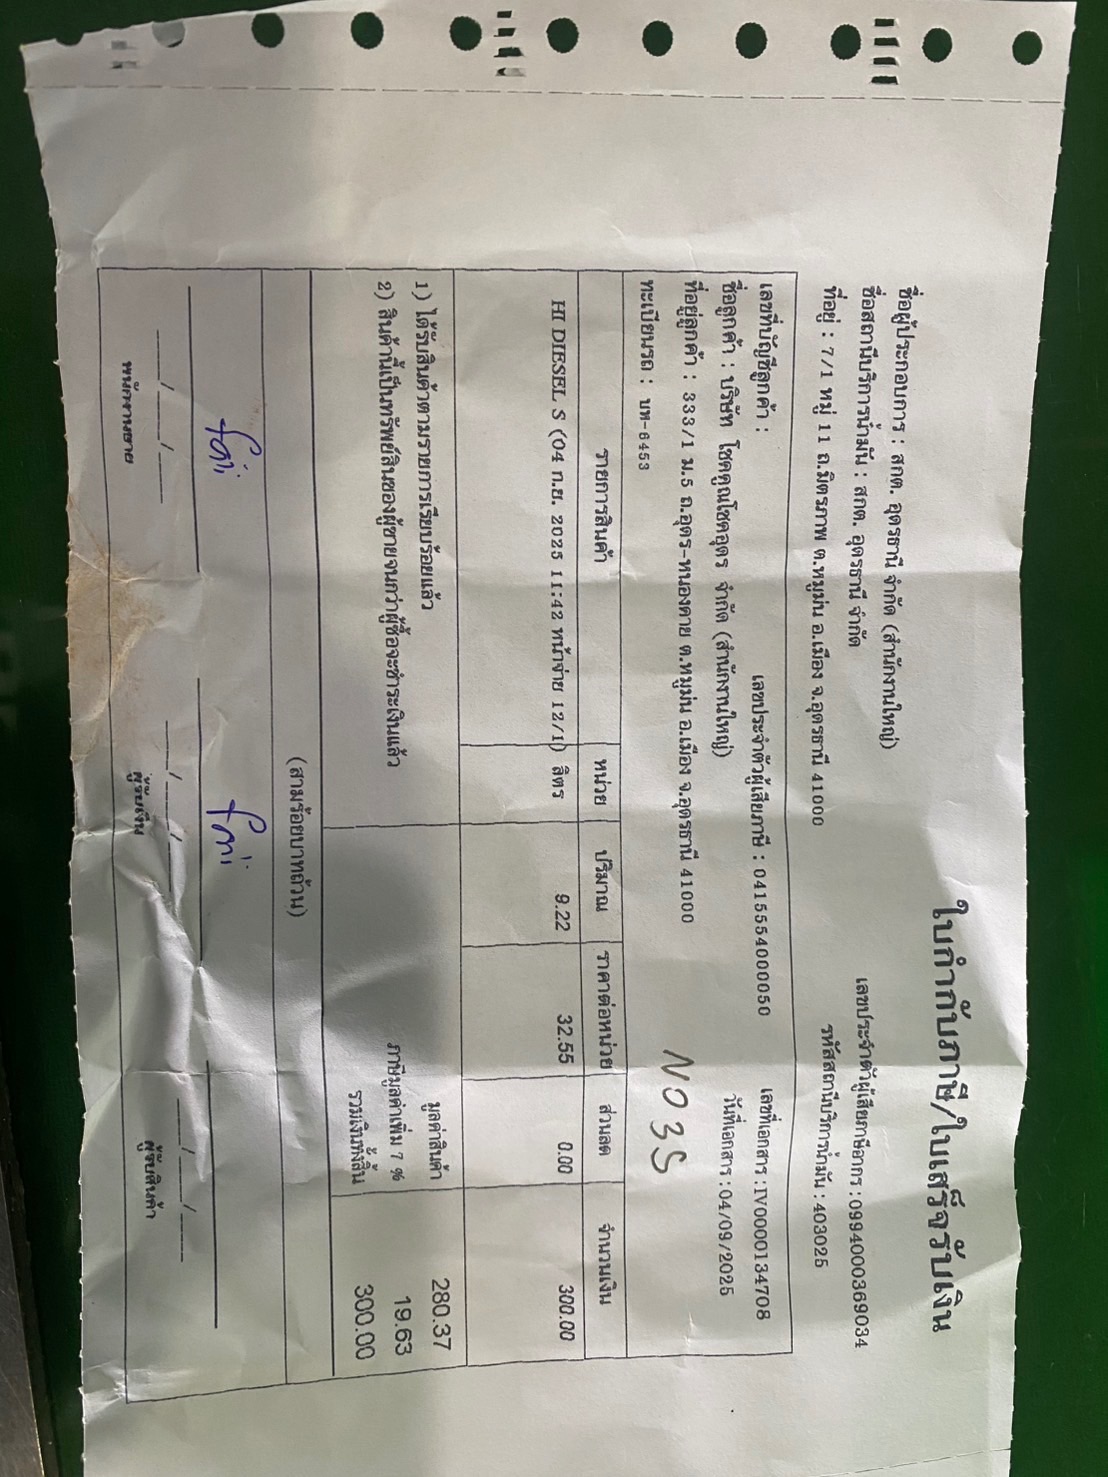 ใบกำกับภาษี/ใบเสร็จรับเงิน
ชื่อผู้ประกอบการ : สกต. อุดรธานี จำกัด (สำนักงานใหญ่) เลขประจำตัวผู้เสียภาษีอากร : 0994000369034
ชื่อสถานีบริการน้ำมัน : สกต. อุดรธานี จำกัด รหัสสถานีบริการน้ำมัน : 403025
ที่อยู่ : 7/1 หมู่ 11 ถ.มิตรภาพ ต.หมูม่น อ.เมือง จ.อุดรธานี 41000
เลขที่บัญชีลูกค้า : เลขประจำตัวผู้เสียภาษี : 0415554000050 เลขที่เอกสาร : IV0000134708
ชื่อลูกค้า : บริษัท โชคคูณโชคอุดร จำกัด (สำนักงานใหญ่) วันที่เอกสาร : 04/09/2025
ที่อยู่ลูกค้า : 333/1 ม.5 ถ.อุดร-หนองคาย ต.หมูม่น อ.เมือง จ.อุดรธานี 41000
ทะเบียนรถ : บท-6453
รายการสินค้า หน่วย ปริมาณ ราคาต่อหน่วย ส่วนลด จำนวนเงิน
HI DIESEL S (04 ก.ย. 2025 11:42 หน้าจ่าย 12/1) ลิตร 9.22 32.55 0.00 300.00
1) ได้รับสินค้าตามรายการเรียบร้อยแล้ว มูลค่าสินค้า 280.37
2) สินค้านี้เป็นทรัพย์สินของผู้ขายจนกว่าผู้ซื้อจะชำระเงินแล้ว ภาษีมูลค่าเพิ่ม 7 % 19.63
รวมเงินทั้งสิ้น 300.00
(สามร้อยบาทถ้วน)
___/___/___ ___/___/___ ___/___/___
พนักงานขาย ผู้รับเงิน ผู้รับสินค้า